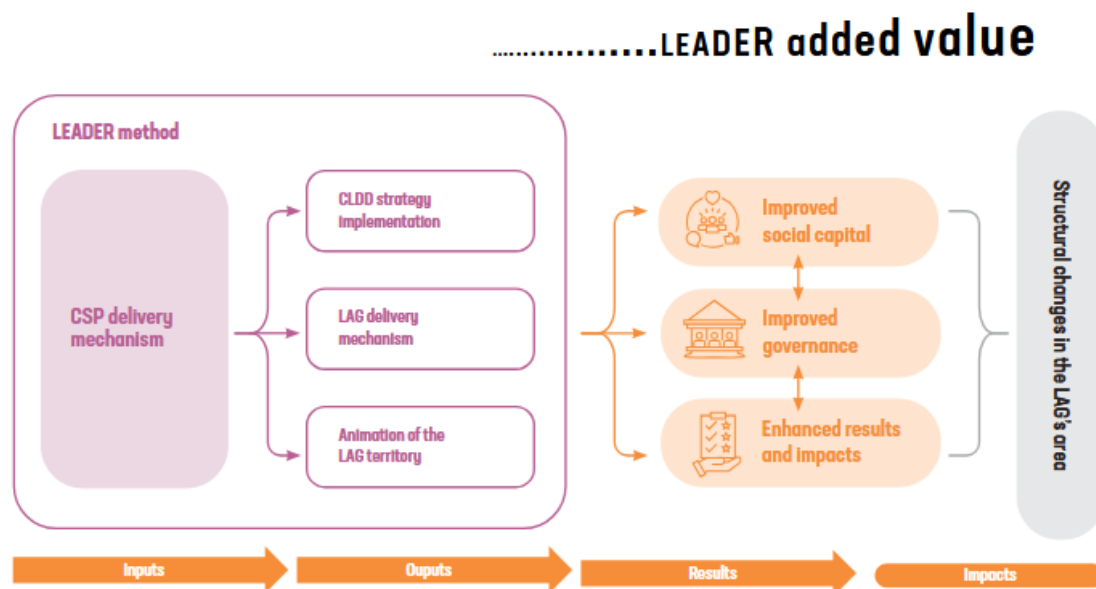 ....................LEADER added value
LEADER method
CSP delivery
mechanism
CLDD strategy
implementation
LAG delivery
mechanism
Animation of the
LAG territory
Improved
social capital
Improved
governance
Enhanced results
and impacts
Structural changes in the LAG's area
Inputs
Ouputs
Results
Impacts